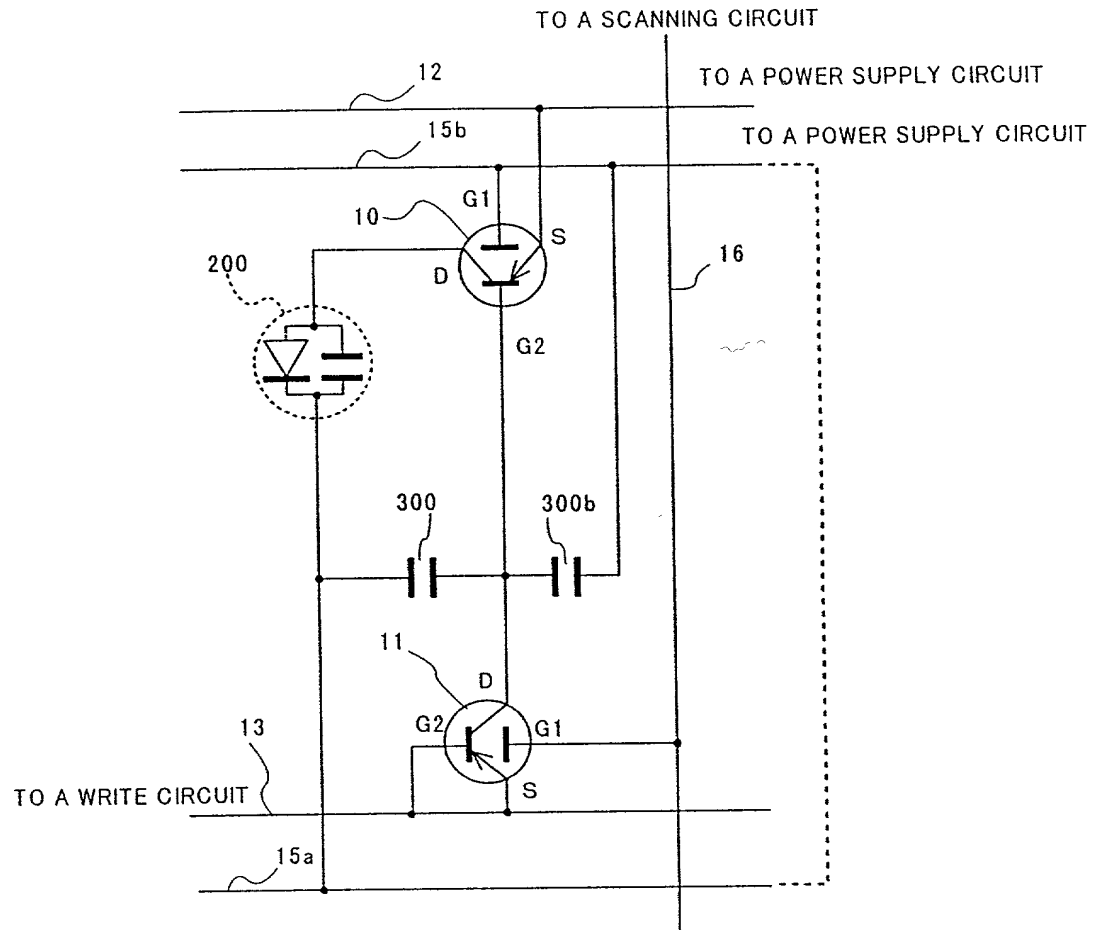 TO A SCANNING CIRCUIT
12
TO A POWER SUPPLY CIRCUIT
15b
TO A POWER SUPPLY CIRCUIT
G1
10
S
D
16
200
G2
300
300b
11
D
G2
G1
13
S
TO A WRITE CIRCUIT
15a